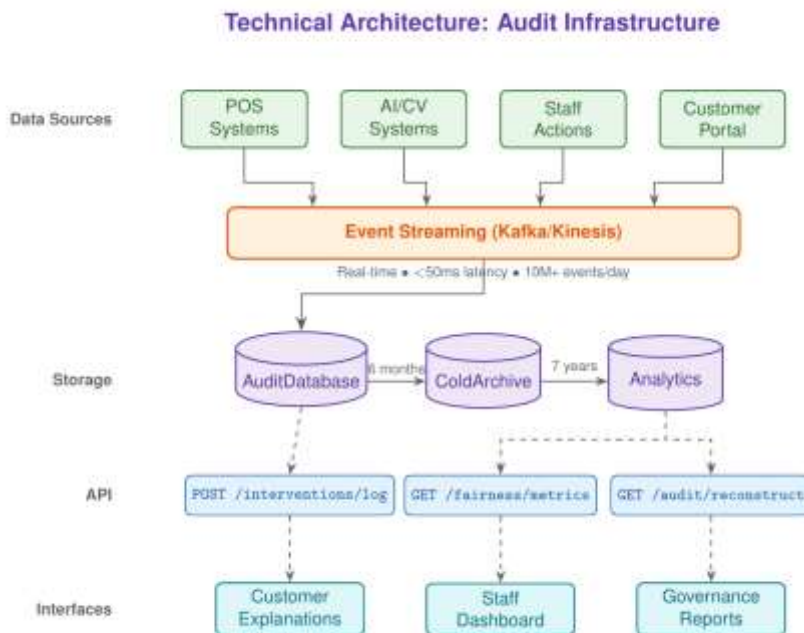 Technical Architecture: Audit Infrastructure
Data Sources
POS
Systems
AI/CV
Systems
Staff
Actions
Customer
Portal
Event Streaming (Kafka/Kinesis)
Real-time • <50ms latency • 10M+ events/day
Storage
AuditDatabase
6 months
ColdArchive
7 years
Analytics
API
POST /interventions/log
GET /fairness/metrics
GET /audit/reconstruct
Interfaces
Customer
Explanations
Staff
Dashboard
Governance
Reports